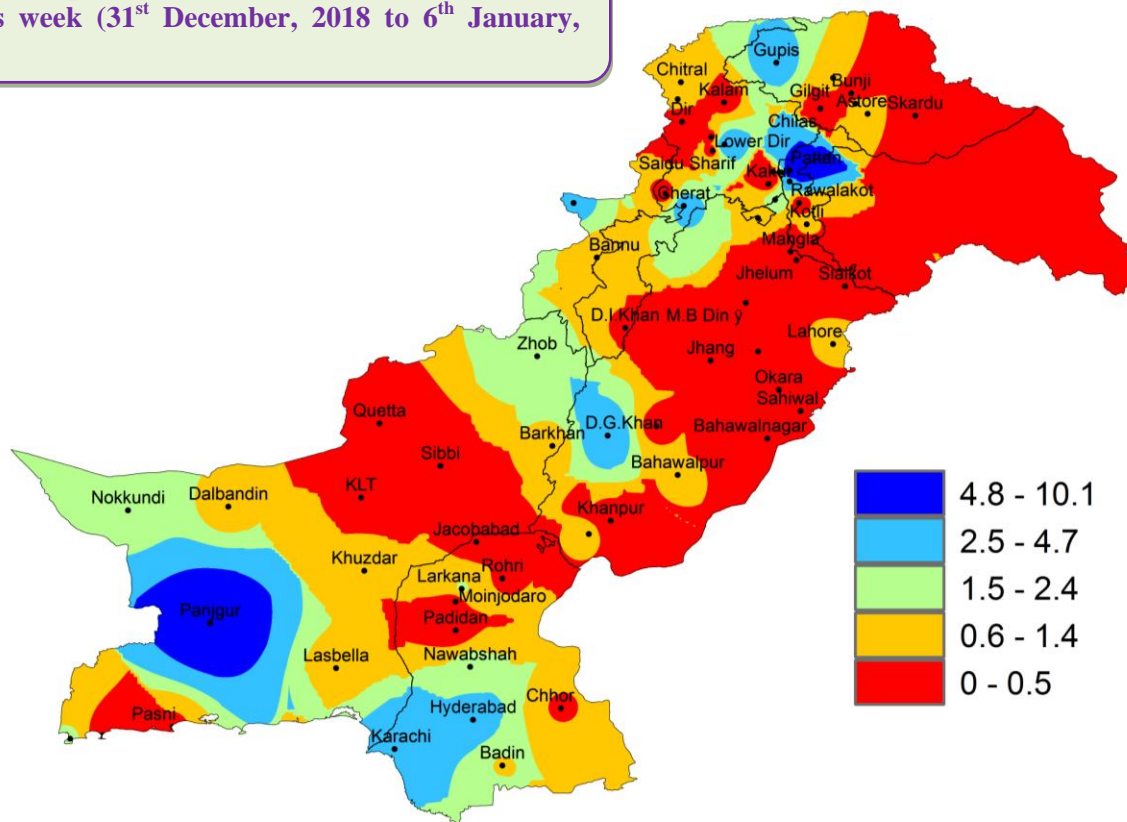 s week (31st December, 2018 to 6th January,
Gupis
Chitral
Bunji
Kalam
Gilgit
Astore Skardu
Dir
Chilas
Lower Dir
Pattan
Saidu Sharif
Kakul
Rawalakot
Cherat
Kotli
Mangla
Bannu
Jhelum
Sialkot
D.I.Khan M.B Din ÿ
Lahore
Zhob
Jhang
Okara
Quetta
Sahiwal
D.G.Khan
Bahawalnagar
Barkhan
Sibbi
Bahawalpur
4.8 - 10.1
KLT
Nokkundi
Dalbandin
Khanpur
Jacobabad
2.5 - 4.7
Khuzdar
Rohri
Larkana
1.5 - 2.4
Moinjodaro
Panjgur
Padidan
0.6 - 1.4
Lasbella
Nawabshah
0 - 0.5
Chhor
Pasni
Hyderabad
Karachi
Badin